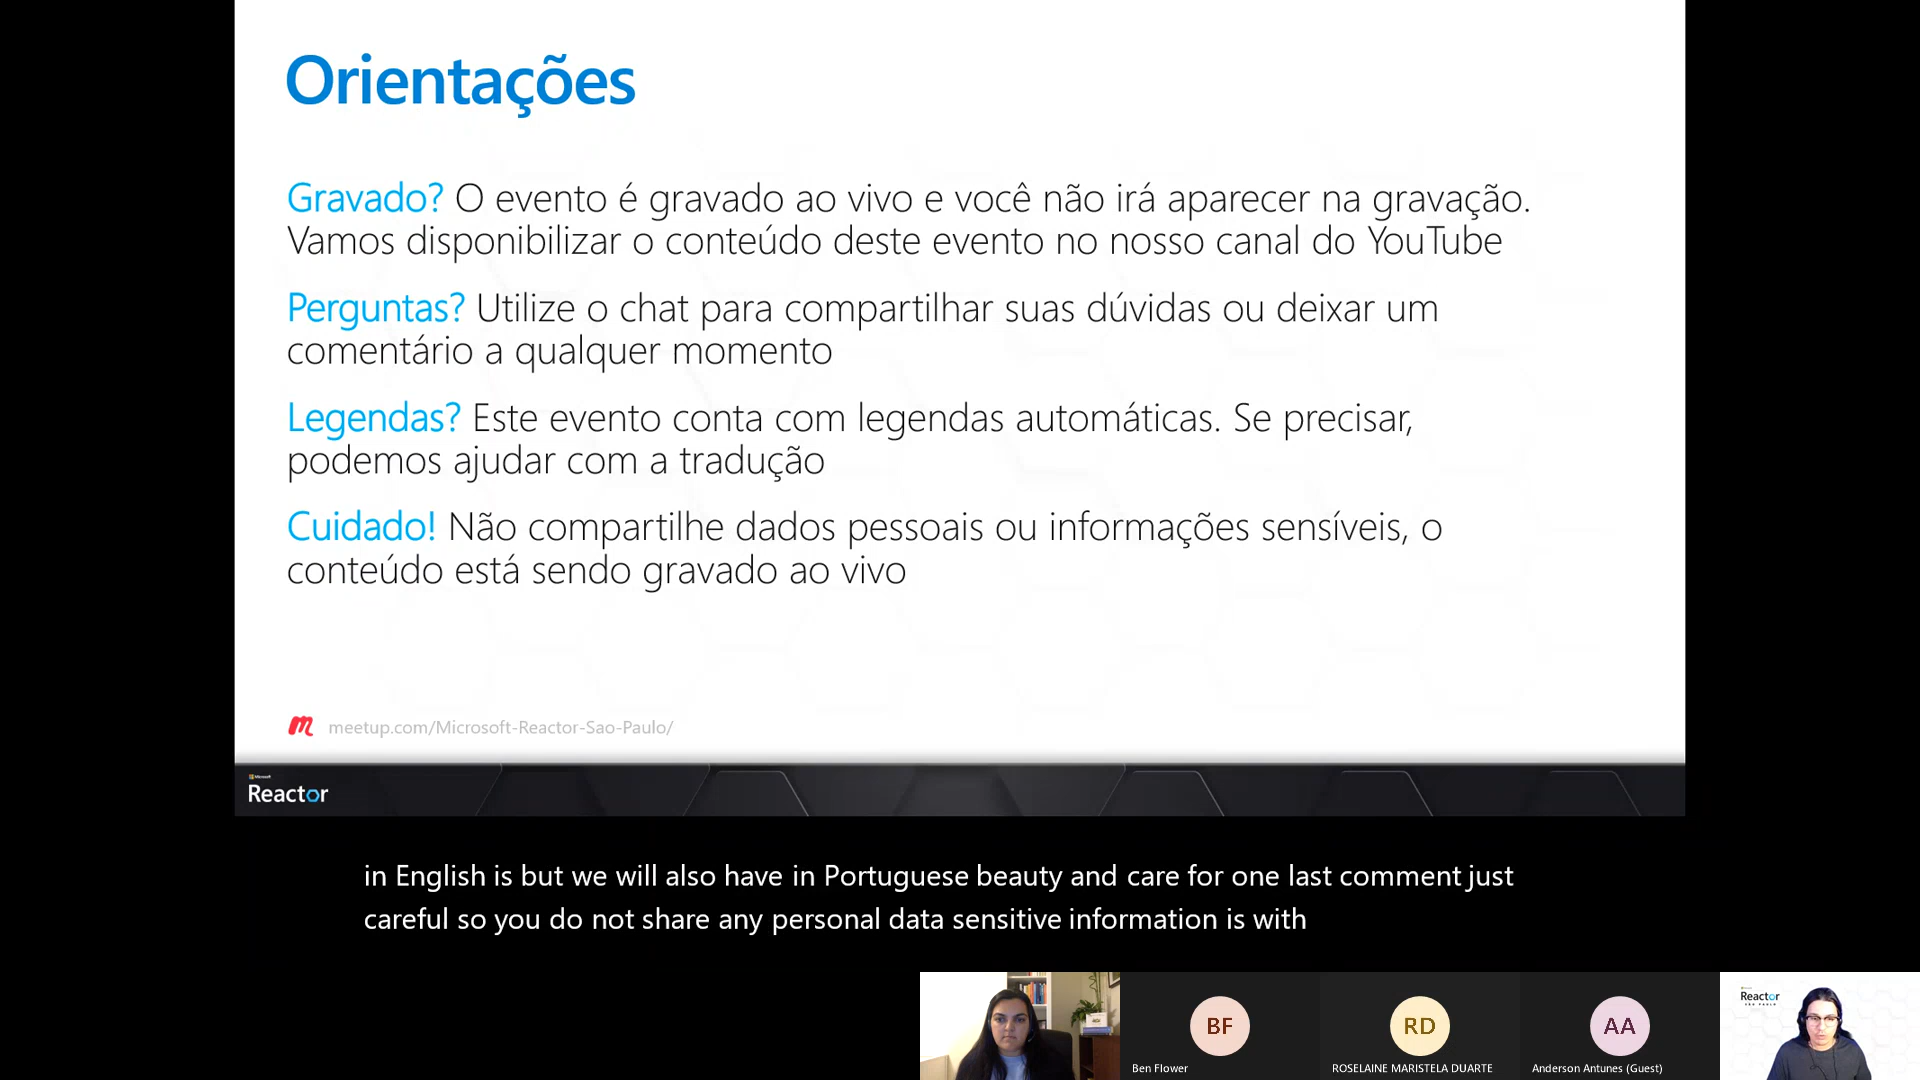 Orientações
Gravado? O evento é gravado ao vivo e você não irá aparecer na gravação.
Vamos disponibilizar o conteúdo deste evento no nosso canal do YouTube
Perguntas? Utilize o chat para compartilhar suas dúvidas ou deixar um
comentário a qualquer momento
Legendas? Este evento conta com legendas automáticas. Se precisar,
podemos ajudar com a tradução
Cuidado! Não compartilhe dados pessoais ou informações sensíveis, o
conteúdo está sendo gravado ao vivo
meetup.com/Microsoft-Reactor-Sao-Paulo/
Microsoft
Reactor
in English is but we will also have in Portuguese beauty and care for one last comment just
careful so you do not share any personal data sensitive information is with
BF
Ben Flower
RD
ROSELAINE MARISTELA DUARTE
AA
Anderson Antunes (Guest)
Reactor
SÃO PAULO